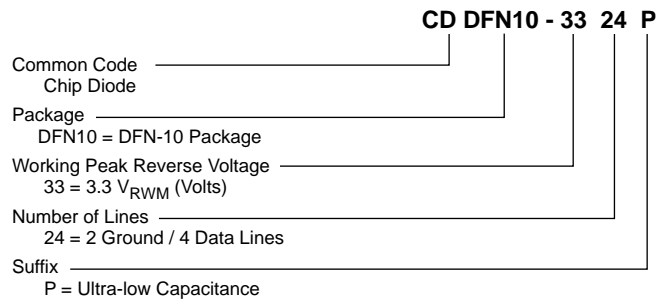 CD DFN10 - 33 24 P
Common Code
Chip Diode
Package
DFN10 = DFN-10 Package
Working Peak Reverse Voltage
33 = 3.3 VRWM (Volts)
Number of Lines
24 = 2 Ground / 4 Data Lines
Suffix
P = Ultra-low Capacitance